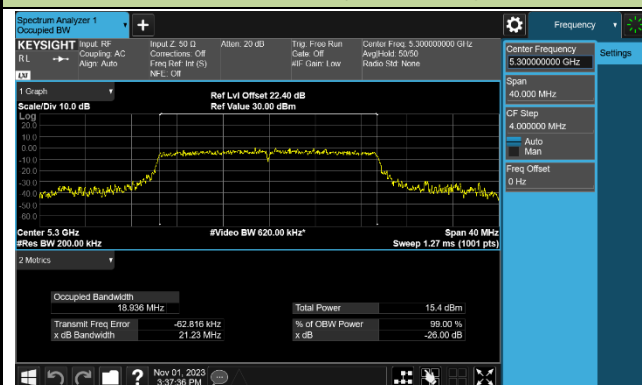 Spectrum Analyzer 1
Occupied BW
+
Frequency
KEYSIGHT
Input: RF
Coupling: AC
Align: Auto
RL
LXI
Input Z: 50 Ω
Corrections: Off
Freq Ref: Int (S)
NFE: Off
Atten: 20 dB
Trig: Free Run
Gate: Off
#IF Gain: Low
Center Freq: 5.300000000 GHz
Avg|Hold: 50/50
Radio Std: None
Center Frequency
5.300000000 GHz
Settings
Span
40.000 MHz
CF Step
4.000000 MHz
Auto
Man
Freq Offset
0 Hz
1 Graph
Scale/Div 10.0 dB
Ref Lvl Offset 22.40 dB
Ref Value 30.00 dBm
Log
20.0
10.0
0.00
-10.0
-20.0
-30.0
-40.0
-50.0
-60.0
Center 5.3 GHz
#Video BW 620.00 kHz*
Span 40 MHz
#Res BW 200.00 kHz
Sweep 1.27 ms (1001 pts)
2 Metrics
Occupied Bandwidth
18.936 MHz
Total Power
15.4 dBm
Transmit Freq Error
-62.816 kHz
% of OBW Power
99.00 %
x dB Bandwidth
21.23 MHz
x dB
-26.00 dB
?
Nov 01, 2023
3:37:36 PM